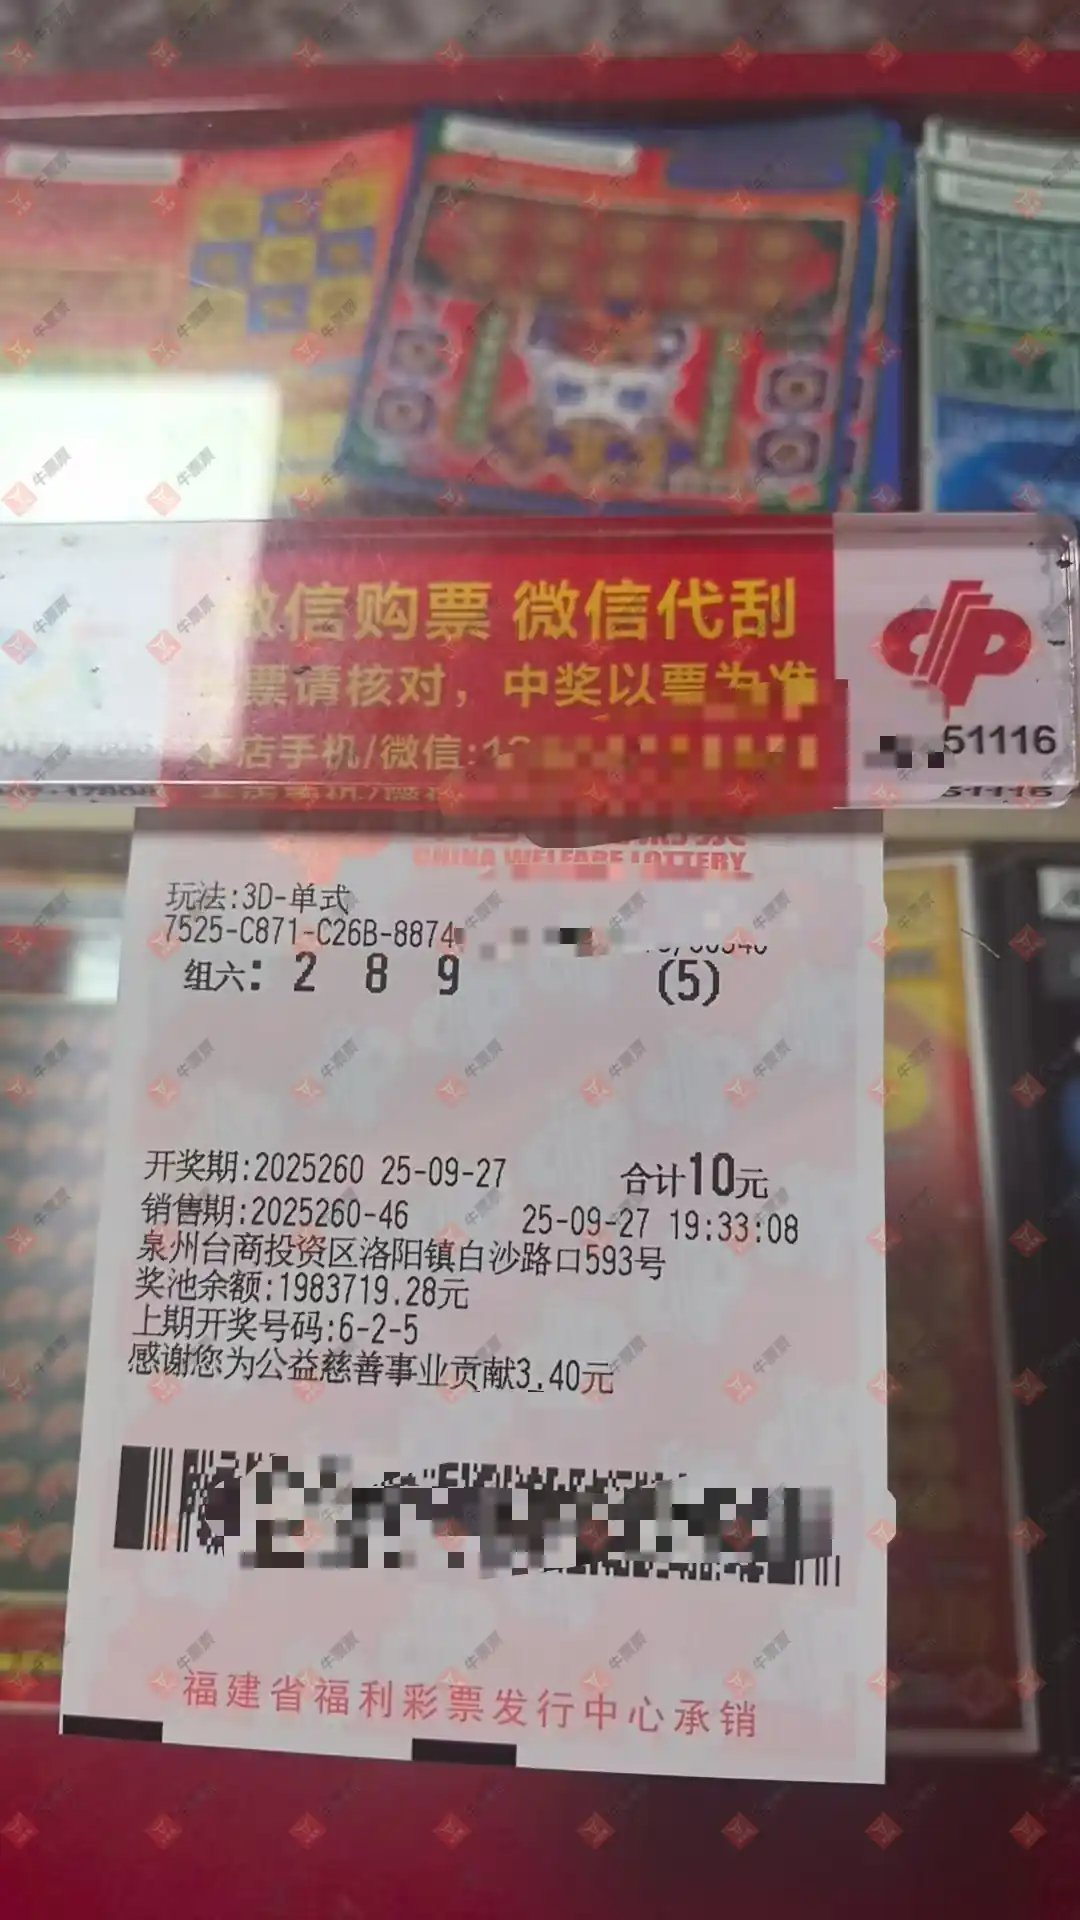 微信购票 微信代刮
票请核对，中奖以票为准
本店手机/微信:1
51116
CHINA WELFARE LOTTERY
玩法:3D-单式
7525-C871-C26B-8874
组六: 2 8 9 (5)
开奖期:2025260 25-09-27 合计10元
销售期:2025260-46 25-09-27 19:33:08
泉州台商投资区洛阳镇白沙路口593号
奖池余额:1983719.28元
上期开奖号码:6-2-5
感谢您为公益慈善事业贡献3.40元
福建省福利彩票发行中心承销